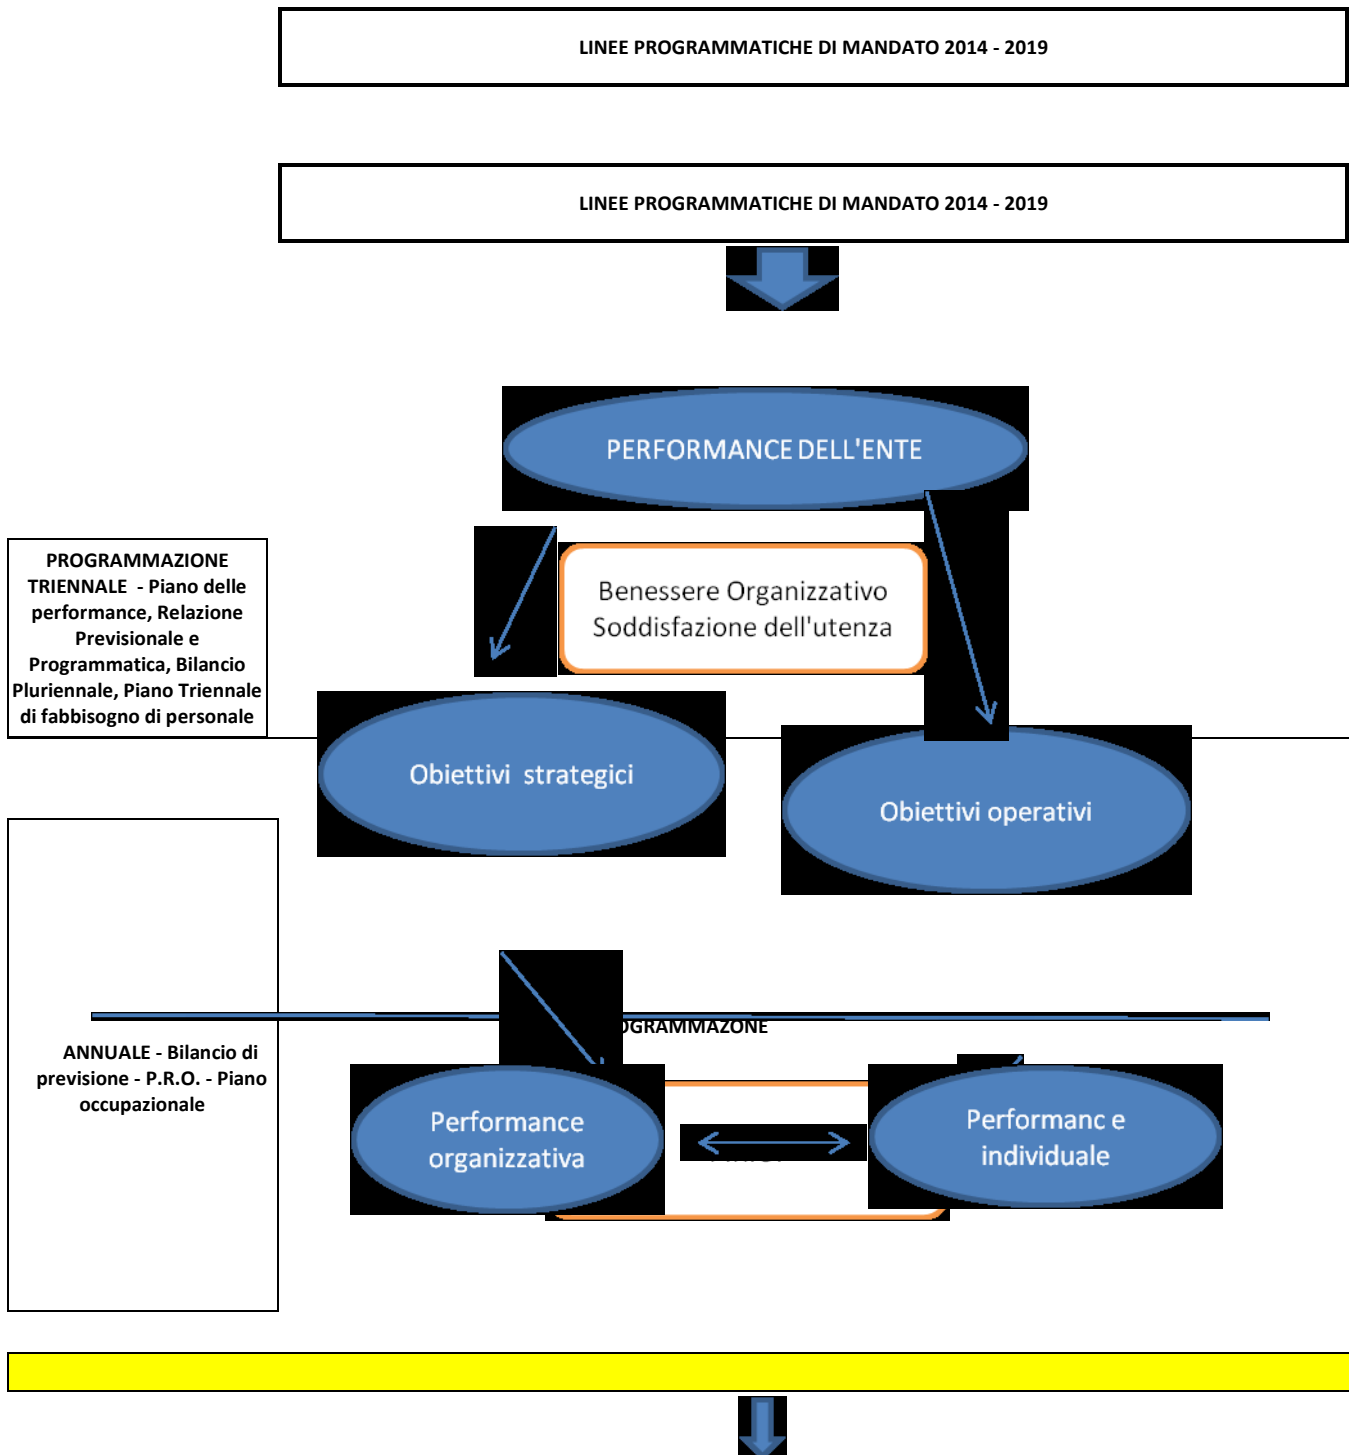 LINEE PROGRAMMATICHE DI MANDATO 2014 - 2019
LINEE PROGRAMMATICHE DI MANDATO 2014 - 2019
PERFORMANCE DELL'ENTE
PROGRAMMAZIONE
TRIENNALE - Piano delle
performance, Relazione
Previsionale e
Programmatica, Bilancio
Pluriennale, Piano Triennale
di fabbisogno di personale
Benessere Organizzativo
Soddisfazione dell'utenza
Obiettivi strategici
Obiettivi operativi
OGRAMMAZONE
ANNUALE - Bilancio di
previsione - P.R.O. - Piano
occupazionale
Performance
organizzativa
Performanc e
individuale